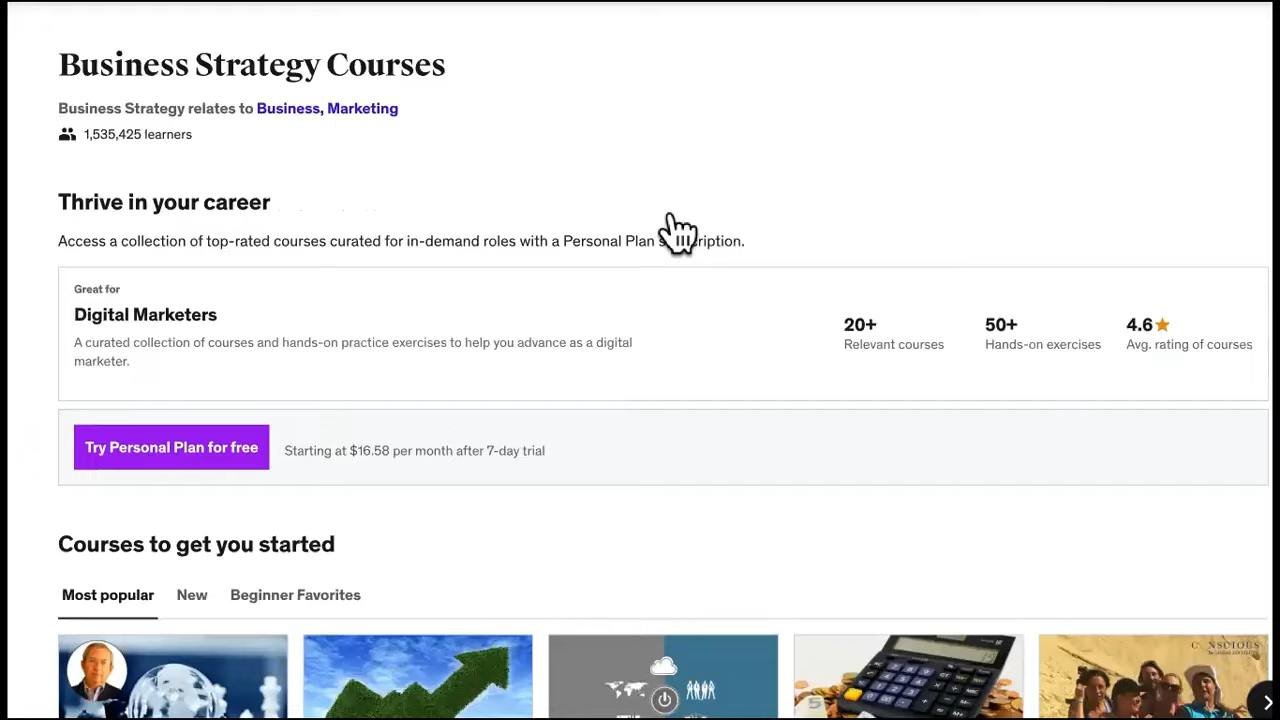 Business Strategy Courses
Business Strategy relates to Business, Marketing
1,535,425 learners
Thrive in your career
Access a collection of top-rated courses curated for in-demand roles with a Personal Plan
Great for
Digital Marketers
A curated collection of courses and hands-on practice exercises to help you advance as a digital
marketer.
20+
Relevant courses
50+
Hands-on exercises
4.6
Avg. rating of courses
Try Personal Plan for free
Starting at $16.58 per month after 7-day trial
Courses to get you started
Most popular New Beginner Favorites